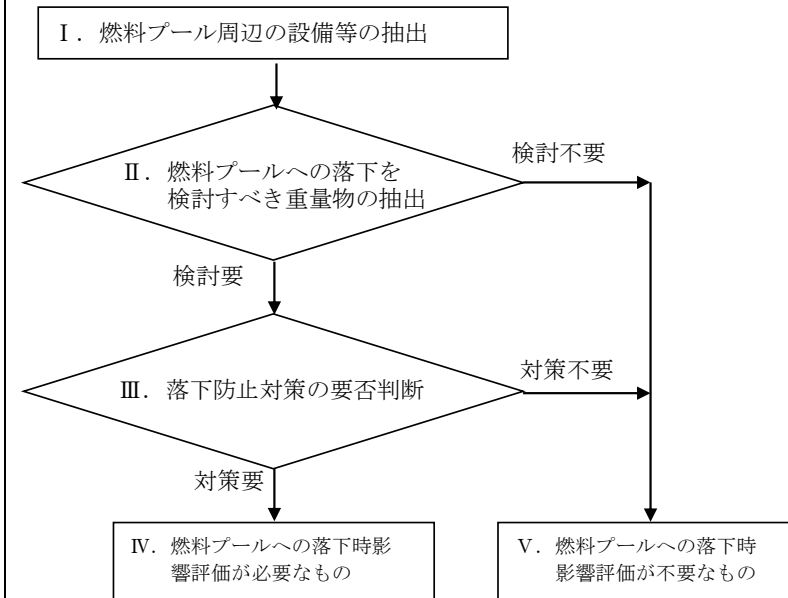 Ⅰ．燃料プール周辺の設備等の抽出
Ⅱ．燃料プールへの落下を
検討すべき重量物の抽出
検討不要
検討要
Ⅲ．落下防止対策の要否判断
対策不要
対策要
Ⅳ．燃料プールへの落下時影
響評価が必要なもの
Ⅴ．燃料プールへの落下時
影響評価が不要なもの